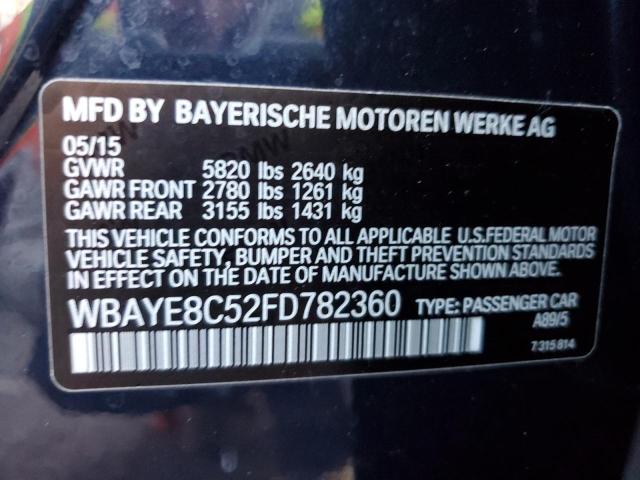 MFD BY BAYERISCHE MOTOREN WERKE AG
05/15
GVWR 5820 lbs 2640 kg
GAWR FRONT 2780 lbs 1261 kg
GAWR REAR 3155 lbs 1431 kg
THIS VEHICLE CONFORMS TO ALL APPLICABLE U.S.FEDERAL MOTOR
VEHICLE SAFETY, BUMPER AND THEFT PREVENTION STANDARDS
IN EFFECT ON THE DATE OF MANUFACTURE SHOWN ABOVE.
WBAYE8C52FD782360 TYPE: PASSENGER CAR
A89/5
7 315 814